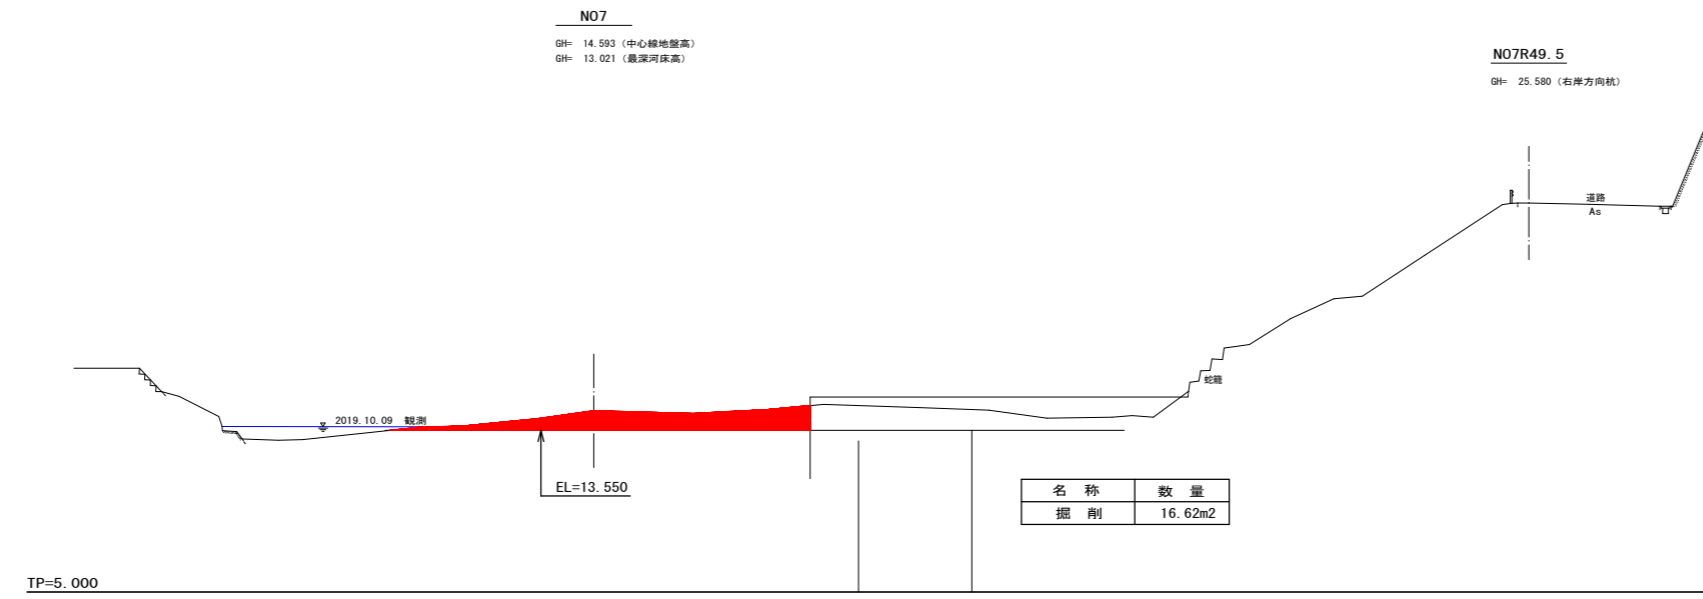 NO7
GH= 14.593（中心線地盤高）
GH= 13.021（最深河床高）
NO7R49.5
GH= 25.580（右岸方向杭）
道路
As
蛇籠
2019.10.09 観測
EL=13.550
名 称 数 量
掘 削 16.62m2
TP=5.000